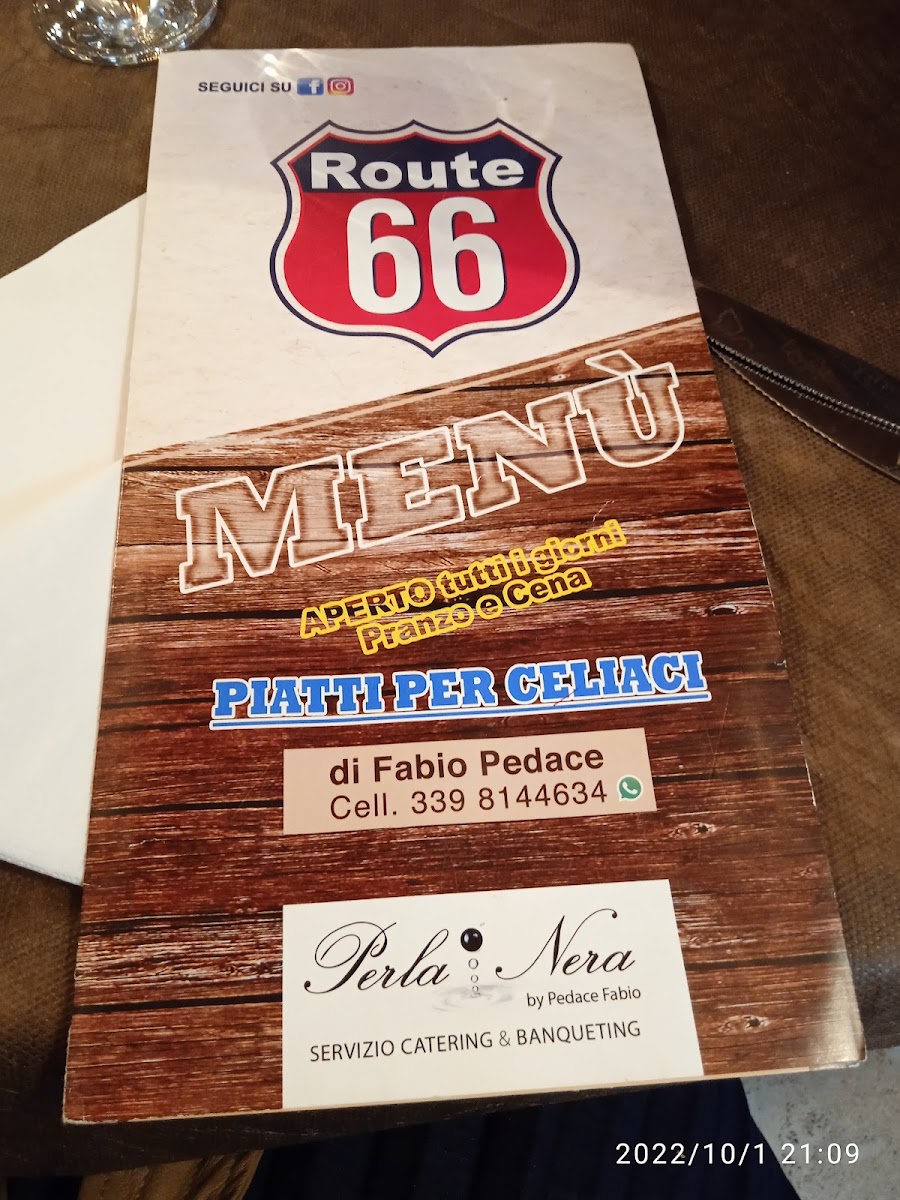 SEGUICI SU
Route
66
MENÙ
APERTO tutti i giorni
Pranzo e Cena
PIATTI PER CELIACI
di Fabio Pedace
Cell. 339 8144634
Perla Nera
by Pedace Fabio
SERVIZIO CATERING & BANQUETING
2022/10/1 21:09